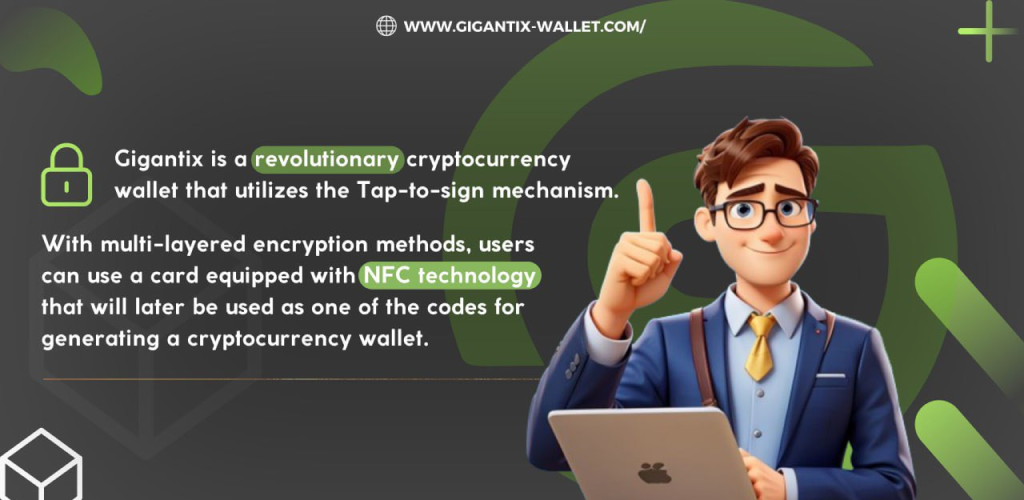 WWW.GIGANTIX-WALLET.COM/
Gigantix is a revolutionary cryptocurrency
wallet that utilizes the Tap-to-sign mechanism.
With multi-layered encryption methods, users
can use a card equipped with NFC technology
that will later be used as one of the codes for
generating a cryptocurrency wallet.